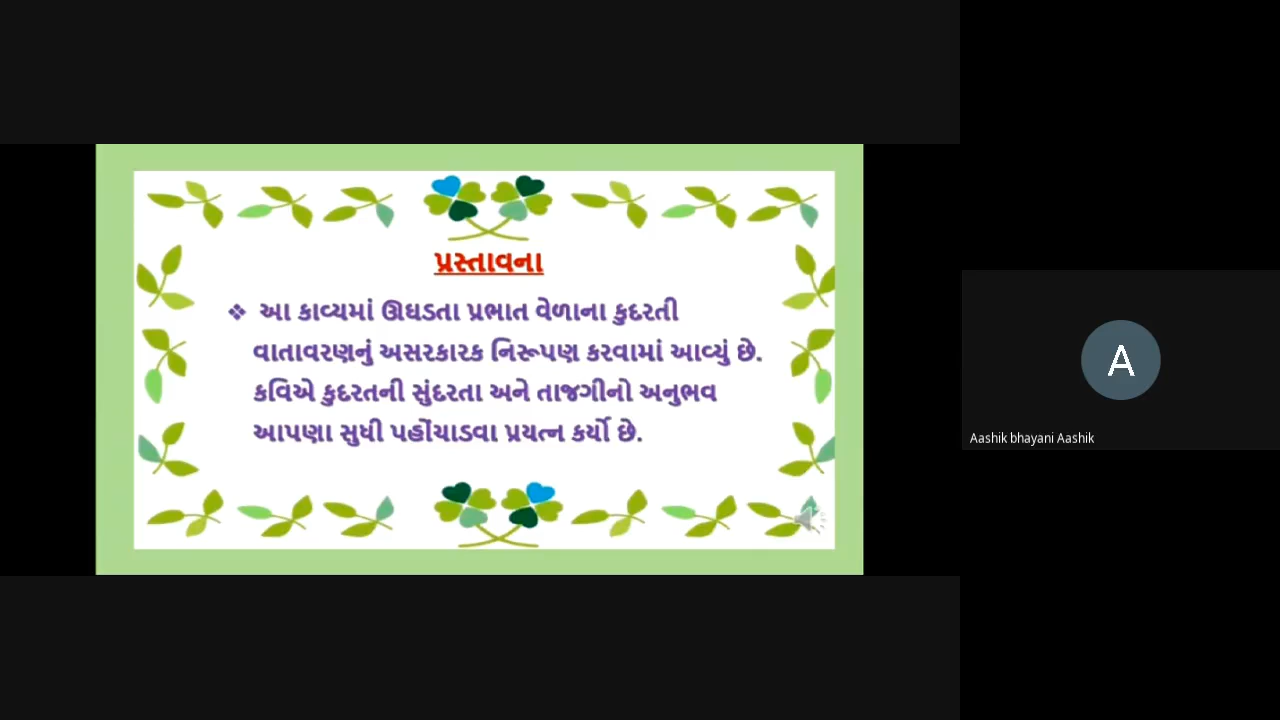 પ્રસ્તાવના
❖ આ કાવ્યમાં ઊઘડતા પ્રભાત વેળાના કુદરતી
વાતાવરણનું અસરકારક નિરૂપણ કરવામાં આવ્યું છે.
કવિએ કુદરતની સુંદરતા અને તાજગીનો અનુભવ
આપણા સુધી પહોંચાડવા પ્રયત્ન કર્યો છે.
A
Aashik bhayani Aashik